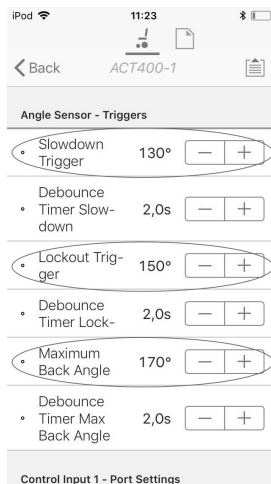 iPod 11:23
Back ACT400-1
Angle Sensor - Triggers
Slowdown
Trigger 130° — +
Debounce
Timer Slow-
down 2,0s — +
Lockout Trig-
ger 150° — +
Debounce
Timer Lock- 2,0s — +
Maximum
Back Angle 170° — +
Debounce
Timer Max
Back Angle 2,0s — +
Control Input 1 - Port Settings